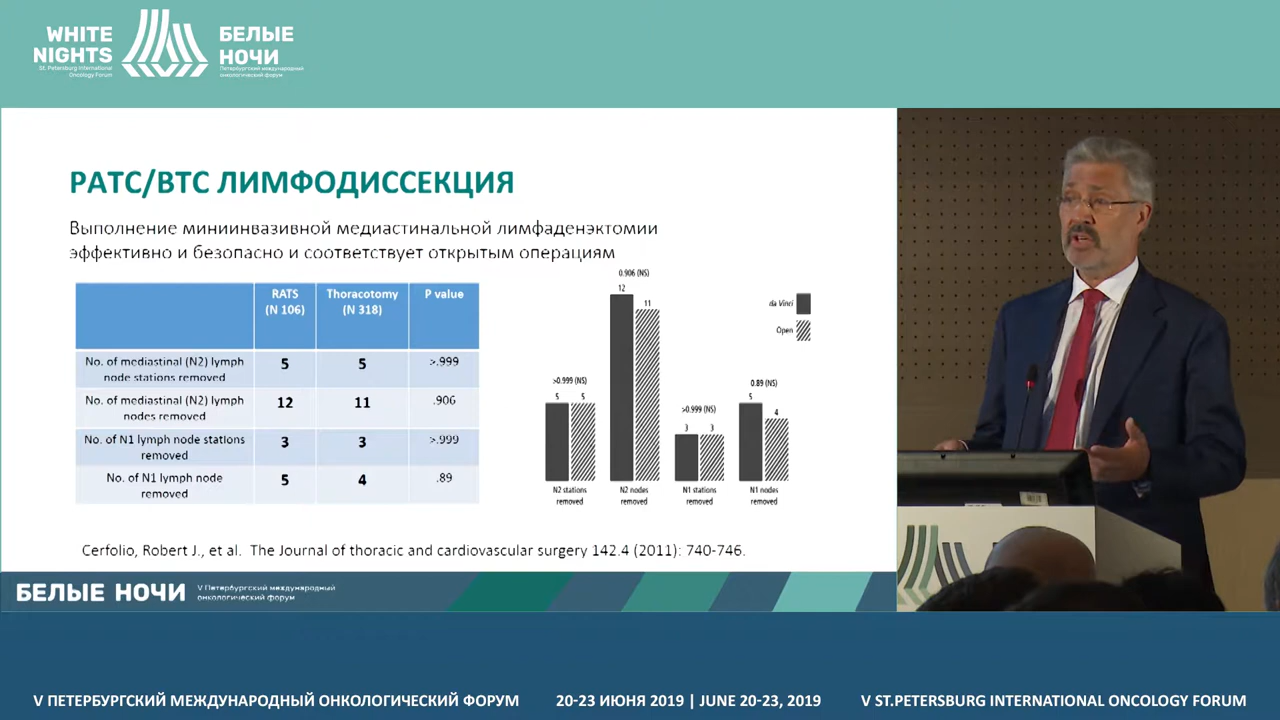 WHITE
NIGHTS
St. Petersburg International
Oncology Forum
БЕЛЫЕ
НОЧИ
Петербургский международный
онкологический форум
РАТС/ВТС ЛИМФОДИССЕКЦИЯ
Выполнение миниинвазивной медиастинальной лимфаденэктомии
эффективно и безопасно и соответствует открытым операциям
RATS Thoracotomy P value
(N 106) (N 318)
No. of mediastinal (N2) lymph
node stations removed
5 5 >.999
No. of mediastinal (N2) lymph
nodes removed
12 11 .906
No. of N1 lymph node stations
removed
3 3 >.999
No. of N1 lymph node
removed
5 4 .89
0.906 (NS)
12
11
da Vinci
Open
>0.999 (NS)
5 5
>0.999 (NS)
3 3
0.89 (NS)
5
4
N2 stations
removed
N2 nodes
removed
N1 stations
removed
N1 nodes
removed
Cerfolio, Robert J., et al. The Journal of thoracic and cardiovascular surgery 142.4 (2011): 740-746.
БЕЛЫЕ НОЧИ
V Петербургский международный
онкологический форум
V ПЕТЕРБУРГСКИЙ МЕЖДУНАРОДНЫЙ ОНКОЛОГИЧЕСКИЙ ФОРУМ
20-23 ИЮНЯ 2019 | JUNE 20-23, 2019
V ST.PETERSBURG INTERNATIONAL ONCOLOGY FORUM